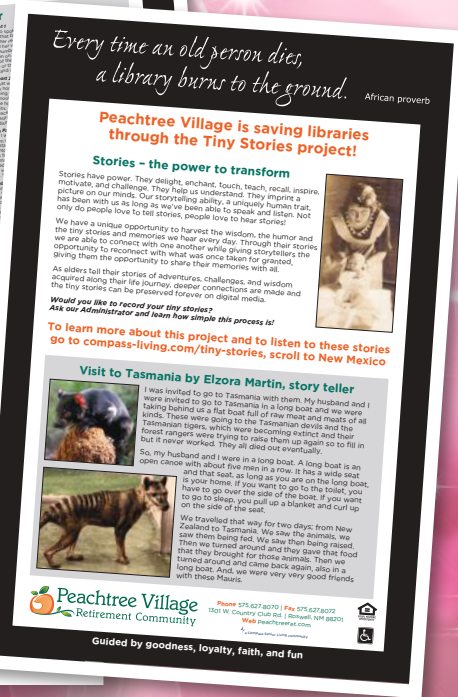 Every time an old person dies,
a library burns to the ground.
African proverb
Peachtree Village is saving libraries
through the Tiny Stories project!
Stories – the power to transform
Stories have power. They delight, enchant, touch, teach, recall, inspire,
motivate, and challenge. They help us understand. They imprint a
picture on our minds. Our storytelling ability, a uniquely human trait,
has been with us as long as we've been able to speak and listen. Not
only do people love to tell stories, people love to hear stories!
We have a unique opportunity to harvest the wisdom, the humor and
the tiny stories and memories we hear every day. Through their stories
we are able to connect with one another while giving storytellers the
opportunity to reconnect with what was once taken for granted,
giving them the opportunity to share their memories with all.
As elders tell their stories of adventures, challenges, and wisdom
acquired along their life journey, deeper connections are made and
the tiny stories can be preserved forever on digital media.
Would you like to record your tiny stories?
Ask our Administrator and learn how simple this process is!
To learn more about this project and to listen to these stories
go to compass-living.com/tiny-stories, scroll to New Mexico
Visit to Tasmania by Elzora Martin, story teller
I was invited to go to Tasmania with them. My husband and I
were invited to go to Tasmania in a long boat and we were
taking behind us a flat boat full of raw meat and meats of all
kinds. These were going to the Tasmanian devils and the
Tasmanian tigers, which were becoming extinct and their
forest rangers were trying to raise them up again so to fill in
but it never worked. They all died out eventually.
So, my husband and I were in a long boat. A long boat is an
open canoe with about five men in a row. It has a wide seat
and that seat, as long as you are on the long boat,
is your home. If you want to go to the toilet, you
have to go over the side of the boat. If you want
to go to sleep, you pull up a blanket and curl up
on the side of the seat.
We travelled that way for two days; from New
Zealand to Tasmania. We saw the animals, we
saw them being fed. We saw then being raised.
Then we turned around and they gave that food
that they brought for those animals. Then we
turned around and came back again, also in a
long boat. And, we were very very good friends
with these Mauris.
Peachtree Village
Retirement Community
Phone 575.627.8070 | Fax 575.627.8072
1301 W. Country Club Rd. | Roswell, NM 88201
Web Peachtreerat.com
Guided by goodness, loyalty, faith, and fun